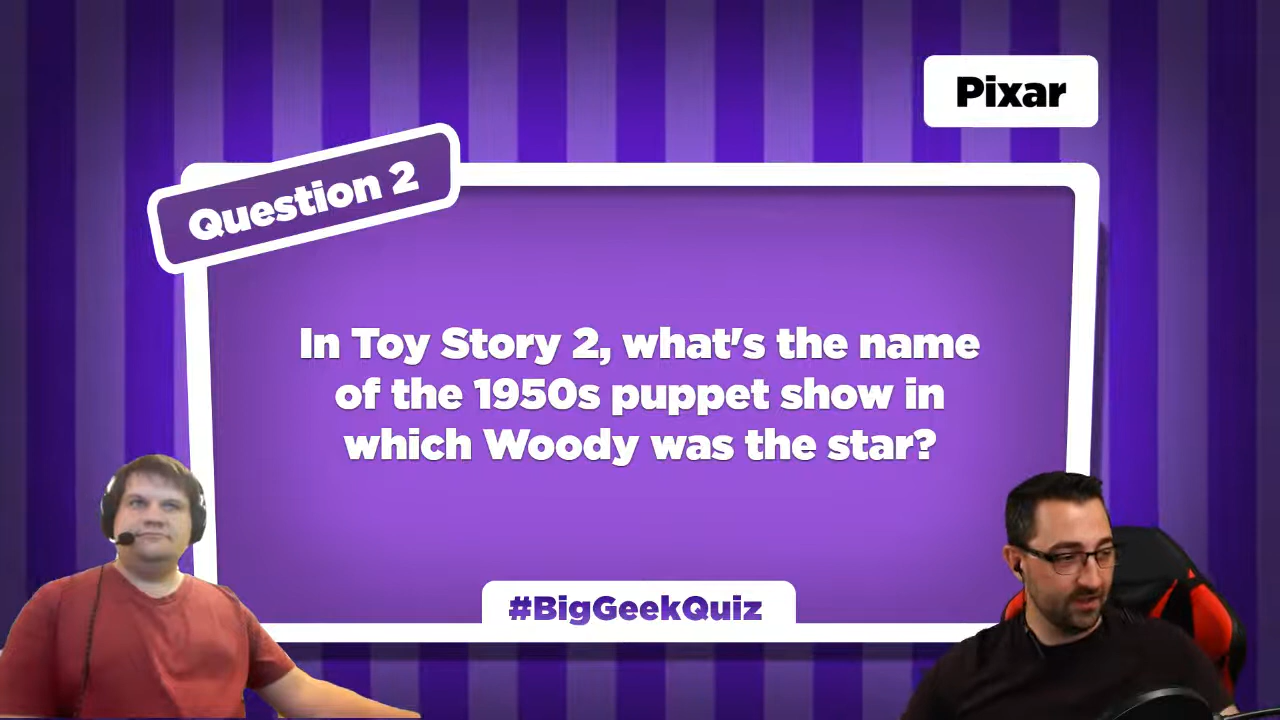 Pixar
Question 2
In Toy Story 2, what's the name
of the 1950s puppet show in
which Woody was the star?
#BigGeekQuiz